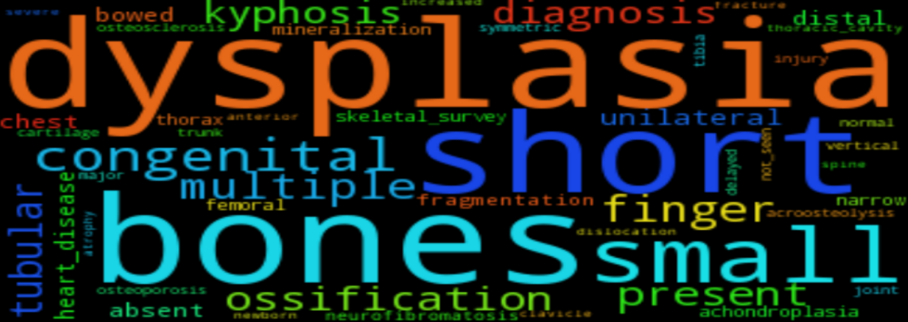 severe bowed kyphosis increased diagnosis fracture distal
osteosclerosis mineralization symmetric thoracic_cavity
dysplasia tibia injury
chest thorax anterior skeletal_survey unilateral normal
cartilage trunk short not_seen vertical
congenital delayed spine
major multiple
tubular heart_disease atrophy femoral fragmentation finger narrow
acroosteolysis
bones dislocation small
osteoporosis ossification present joint
absent newborn neurofibromatosis clavicle achondroplasia